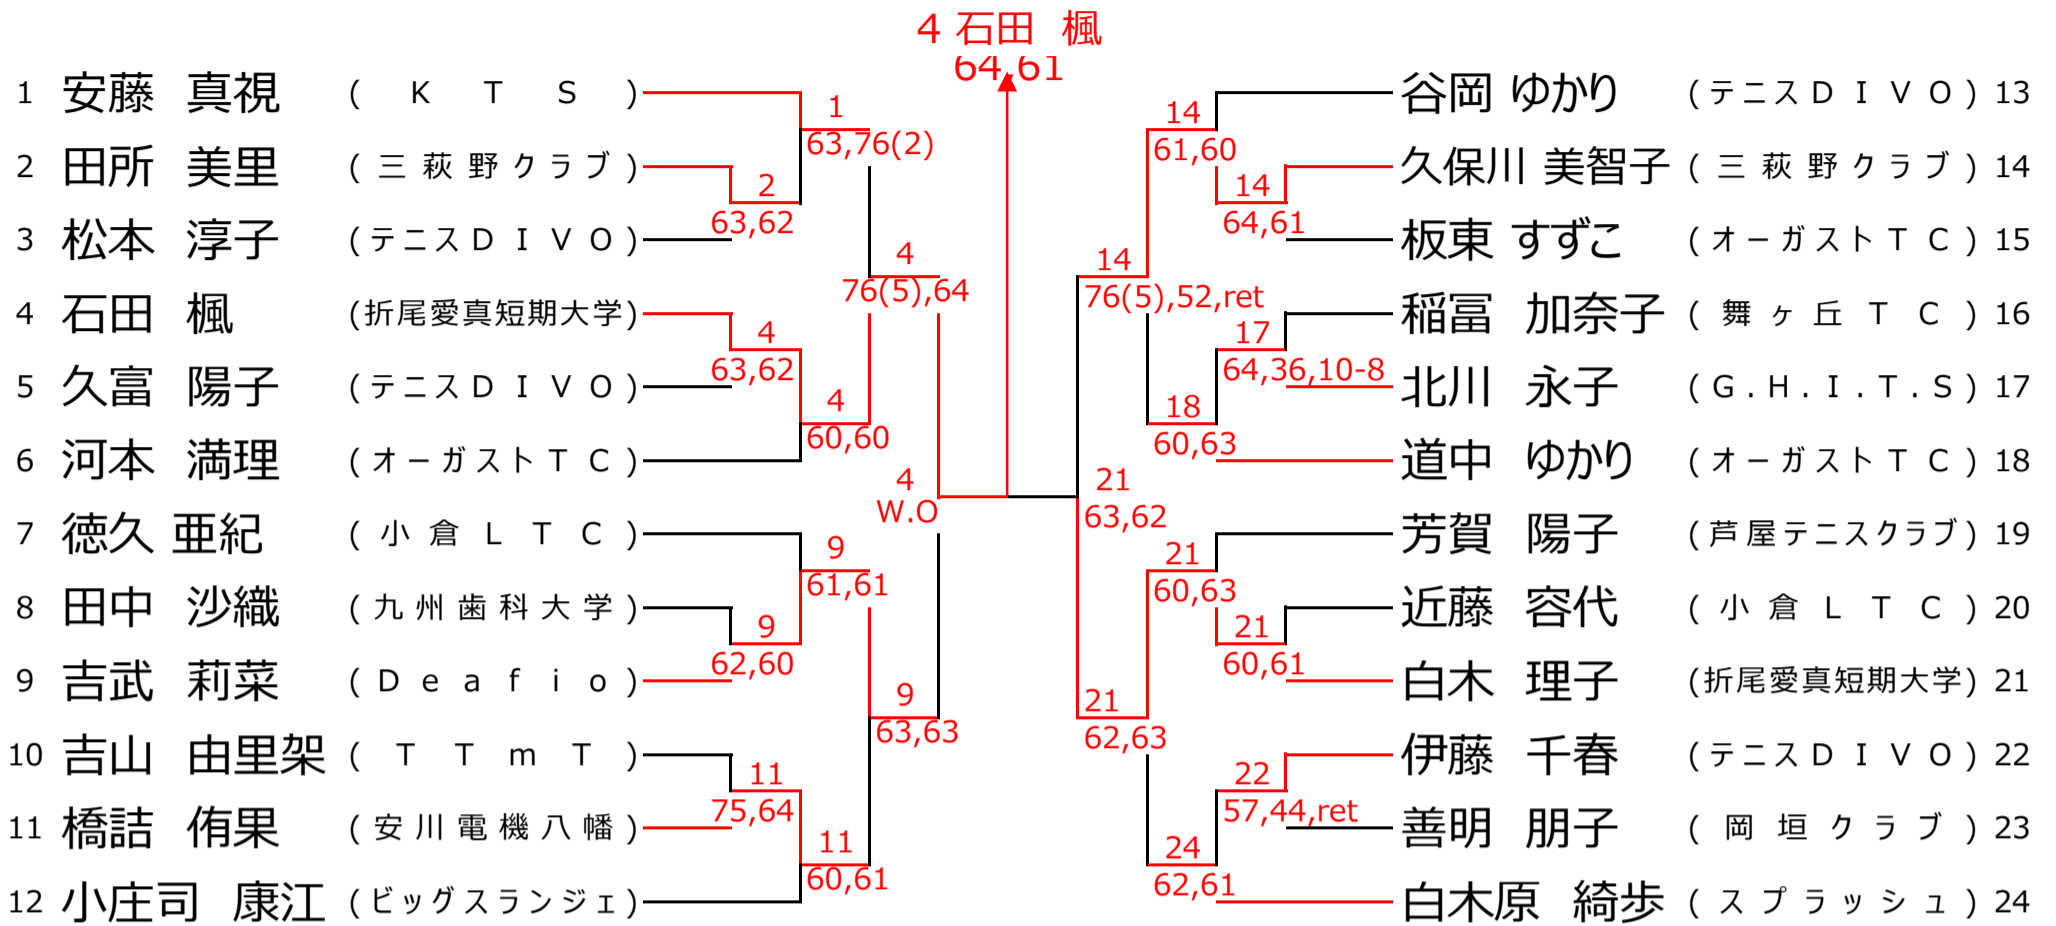 4 石田 楓
64,61
1 安藤 真視 ( K T S )
2 田所 美里 ( 三萩野クラブ )
3 松本 淳子 (テニスDIVO)
4 石田 楓 (折尾愛真短期大学)
5 久富 陽子 (テニスDIVO)
6 河本 満理 (オーガストTC)
7 徳久 亜紀 ( 小倉LTC )
8 田中 沙織 ( 九州歯科大学 )
9 吉武 莉菜 ( Deafio )
10 吉山 由里架 ( T T m T )
11 橋詰 侑果 ( 安川電機八幡 )
12 小庄司 康江 (ビッグスランジェ)
2
63,62
4
63,62
9
62,60
11
75,64
1
63,76(2)
4
60,60
9
61,61
11
60,61
4
76(5),64
9
63,63
4
W.O
21
63,62
14
76(5),52,ret
21
62,63
14
61,60
18
60,63
21
60,63
24
62,61
14
64,61
17
64,36,10-8
21
60,61
22
57,44,ret
谷岡 ゆかり (テニスDIVO) 13
久保川 美智子 ( 三萩野クラブ ) 14
板東 すずこ (オーガストTC) 15
稲冨 加奈子 ( 舞ヶ丘TC ) 16
北川 永子 (G.H.I.T.S) 17
道中 ゆかり (オーガストTC) 18
芳賀 陽子 (芦屋テニスクラブ) 19
近藤 容代 ( 小倉LTC ) 20
白木 理子 (折尾愛真短期大学) 21
伊藤 千春 (テニスDIVO) 22
善明 朋子 ( 岡垣クラブ ) 23
白木原 綺歩 ( スプラッシュ ) 24